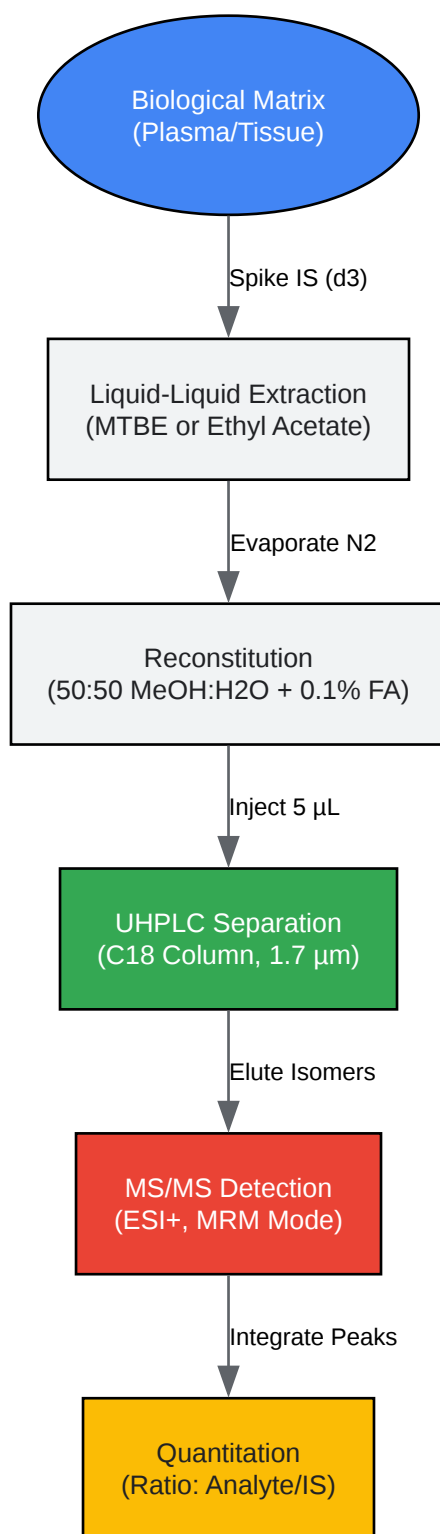 Biological Matrix
(Plasma/Tissue)
Spike IS (d3)
Liquid-Liquid Extraction
(MTBE or Ethyl Acetate)
Evaporate N2
Reconstitution
(50:50 MeOH:H2O + 0.1% FA)
Inject 5 µL
UHPLC Separation
(C18 Column, 1.7 µm)
Elute Isomers
MS/MS Detection
(ESI+, MRM Mode)
Integrate Peaks
Quantitation
(Ratio: Analyte/IS)